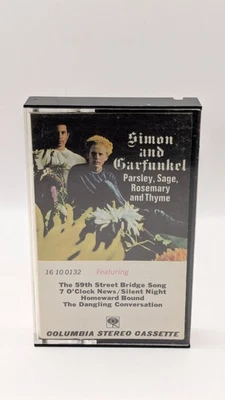 Simon
and
Garfunkel
Parsley, Sage,
Rosemary
and Thyme
16 10 0132 Featuring
The 59th Street Bridge Song
7 O'Clock News/Silent Night
Homeward Bound
The Dangling Conversation
COLUMBIA STEREO CASSETTE